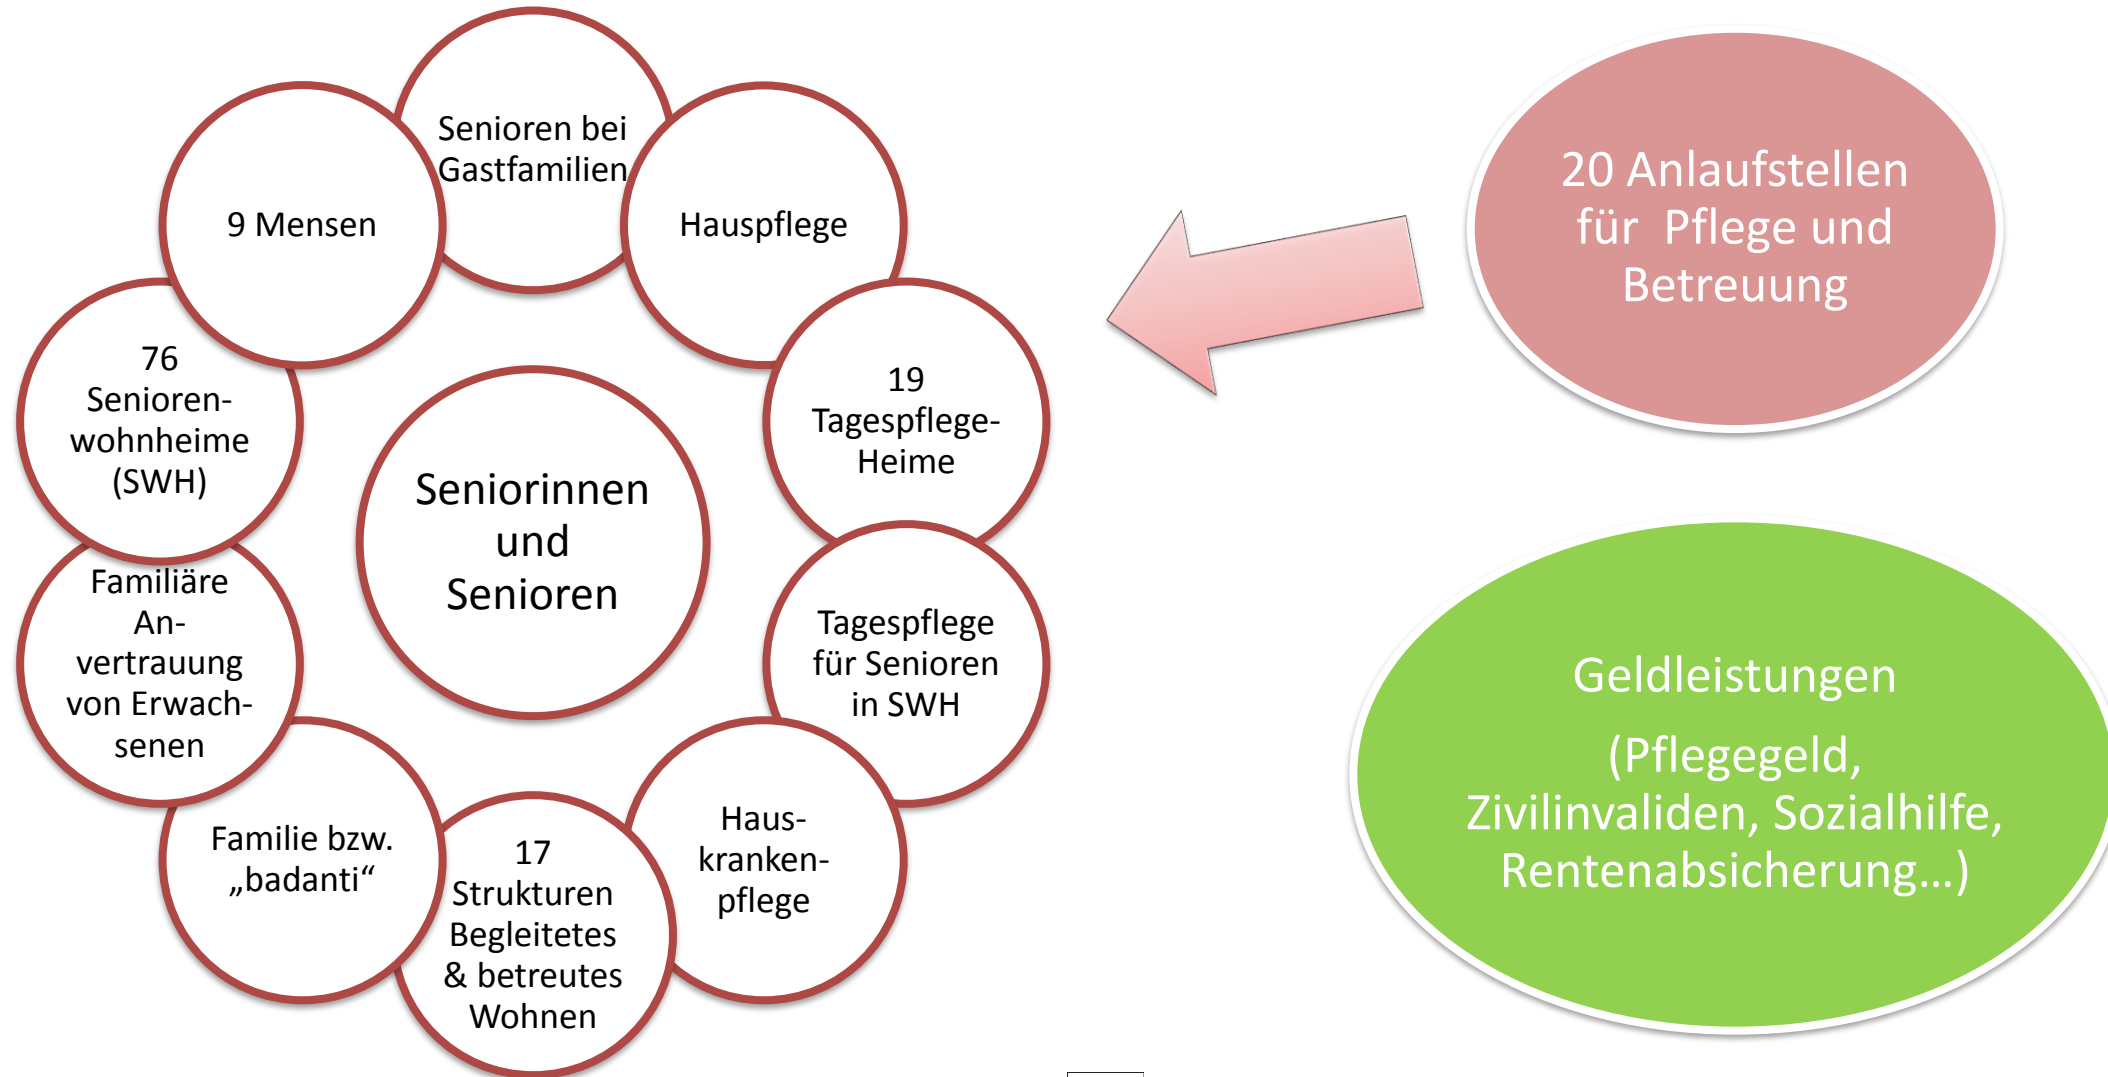 Senioren bei
Gastfamilien
Hauspflege
19
Tagespflege-
Heime
Tagespflege
für Senioren
in SWH
Haus-
kranken-
pflege
17
Strukturen
Begleitetes
& betreutes
Wohnen
Familie bzw.
„badanti“
Familiäre
An-
vertrauung
von Erwach-
senen
76
Senioren-
wohnheime
(SWH)
9 Mensen
Seniorinnen
und
Senioren
20 Anlaufstellen
für Pflege und
Betreuung
Geldleistungen
(Pflegegeld,
Zivilinvaliden, Sozialhilfe,
Rentenabsicherung…)